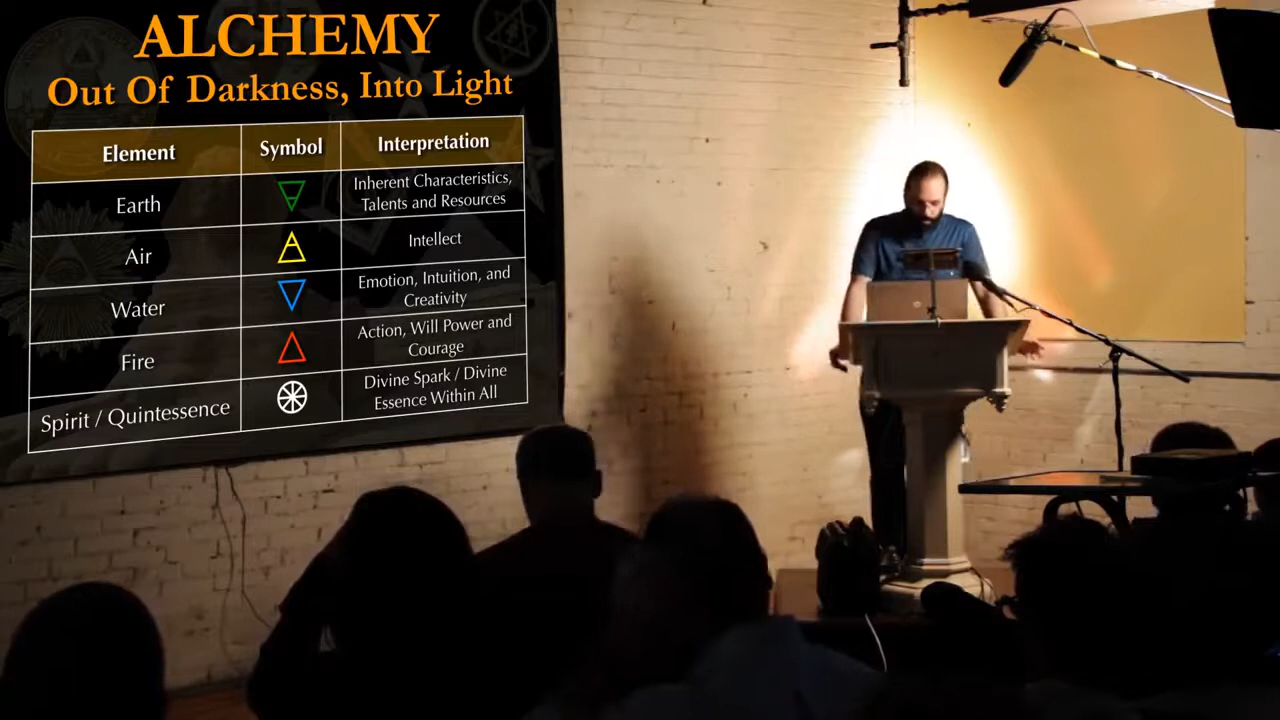 ALCHEMY
Out Of Darkness, Into Light
Element Symbol Interpretation
Earth Inherent Characteristics,
Talents and Resources
Air Intellect
Water Emotion, Intuition, and
Creativity
Fire Action, Will Power and
Courage
Spirit / Quintessence Divine Spark / Divine
Essence Within All